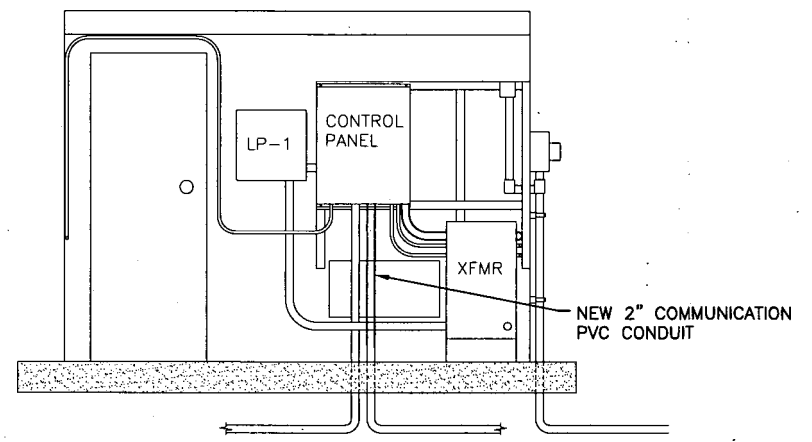 LP-1
CONTROL
PANEL
XFMR
NEW 2" COMMUNICATION
PVC CONDUIT